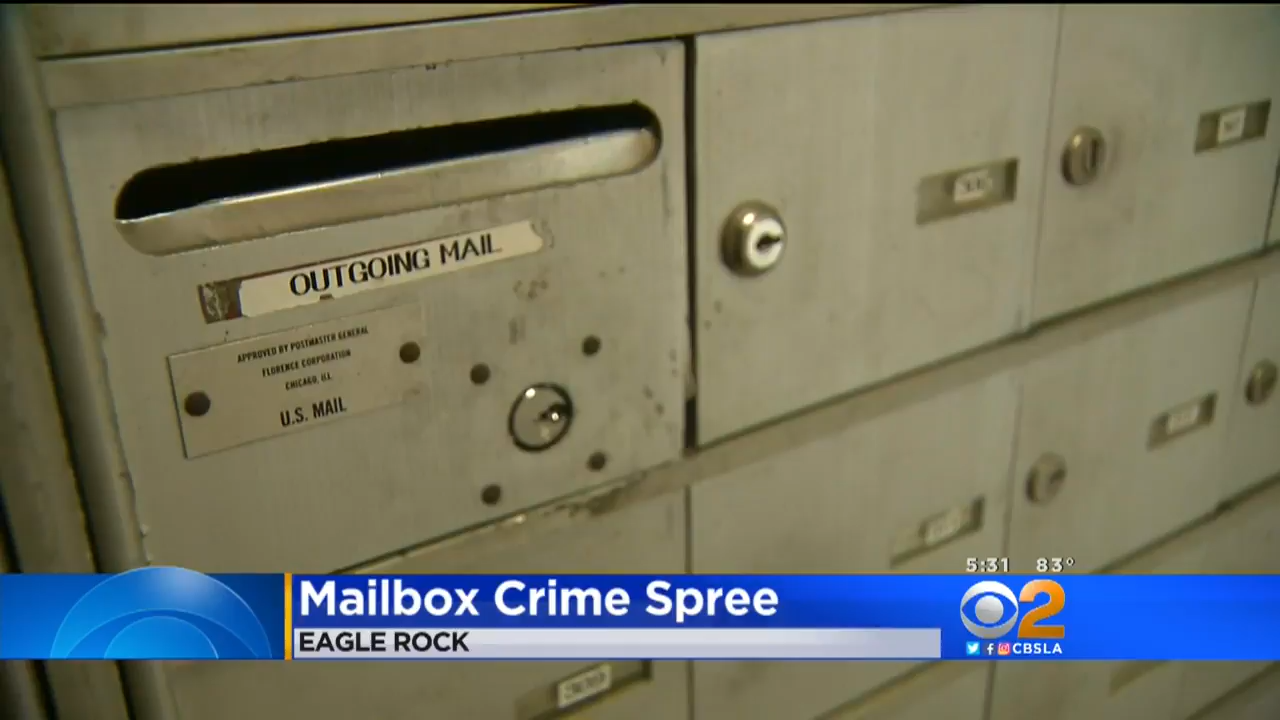 OUTGOING MAIL
APPROVED BY POSTMASTER GENERAL
FLORENCE CORPORATION
CHICAGO, ILL.
U.S. MAIL
5:31 83°
Mailbox Crime Spree
2
EAGLE ROCK
CBSLA
309